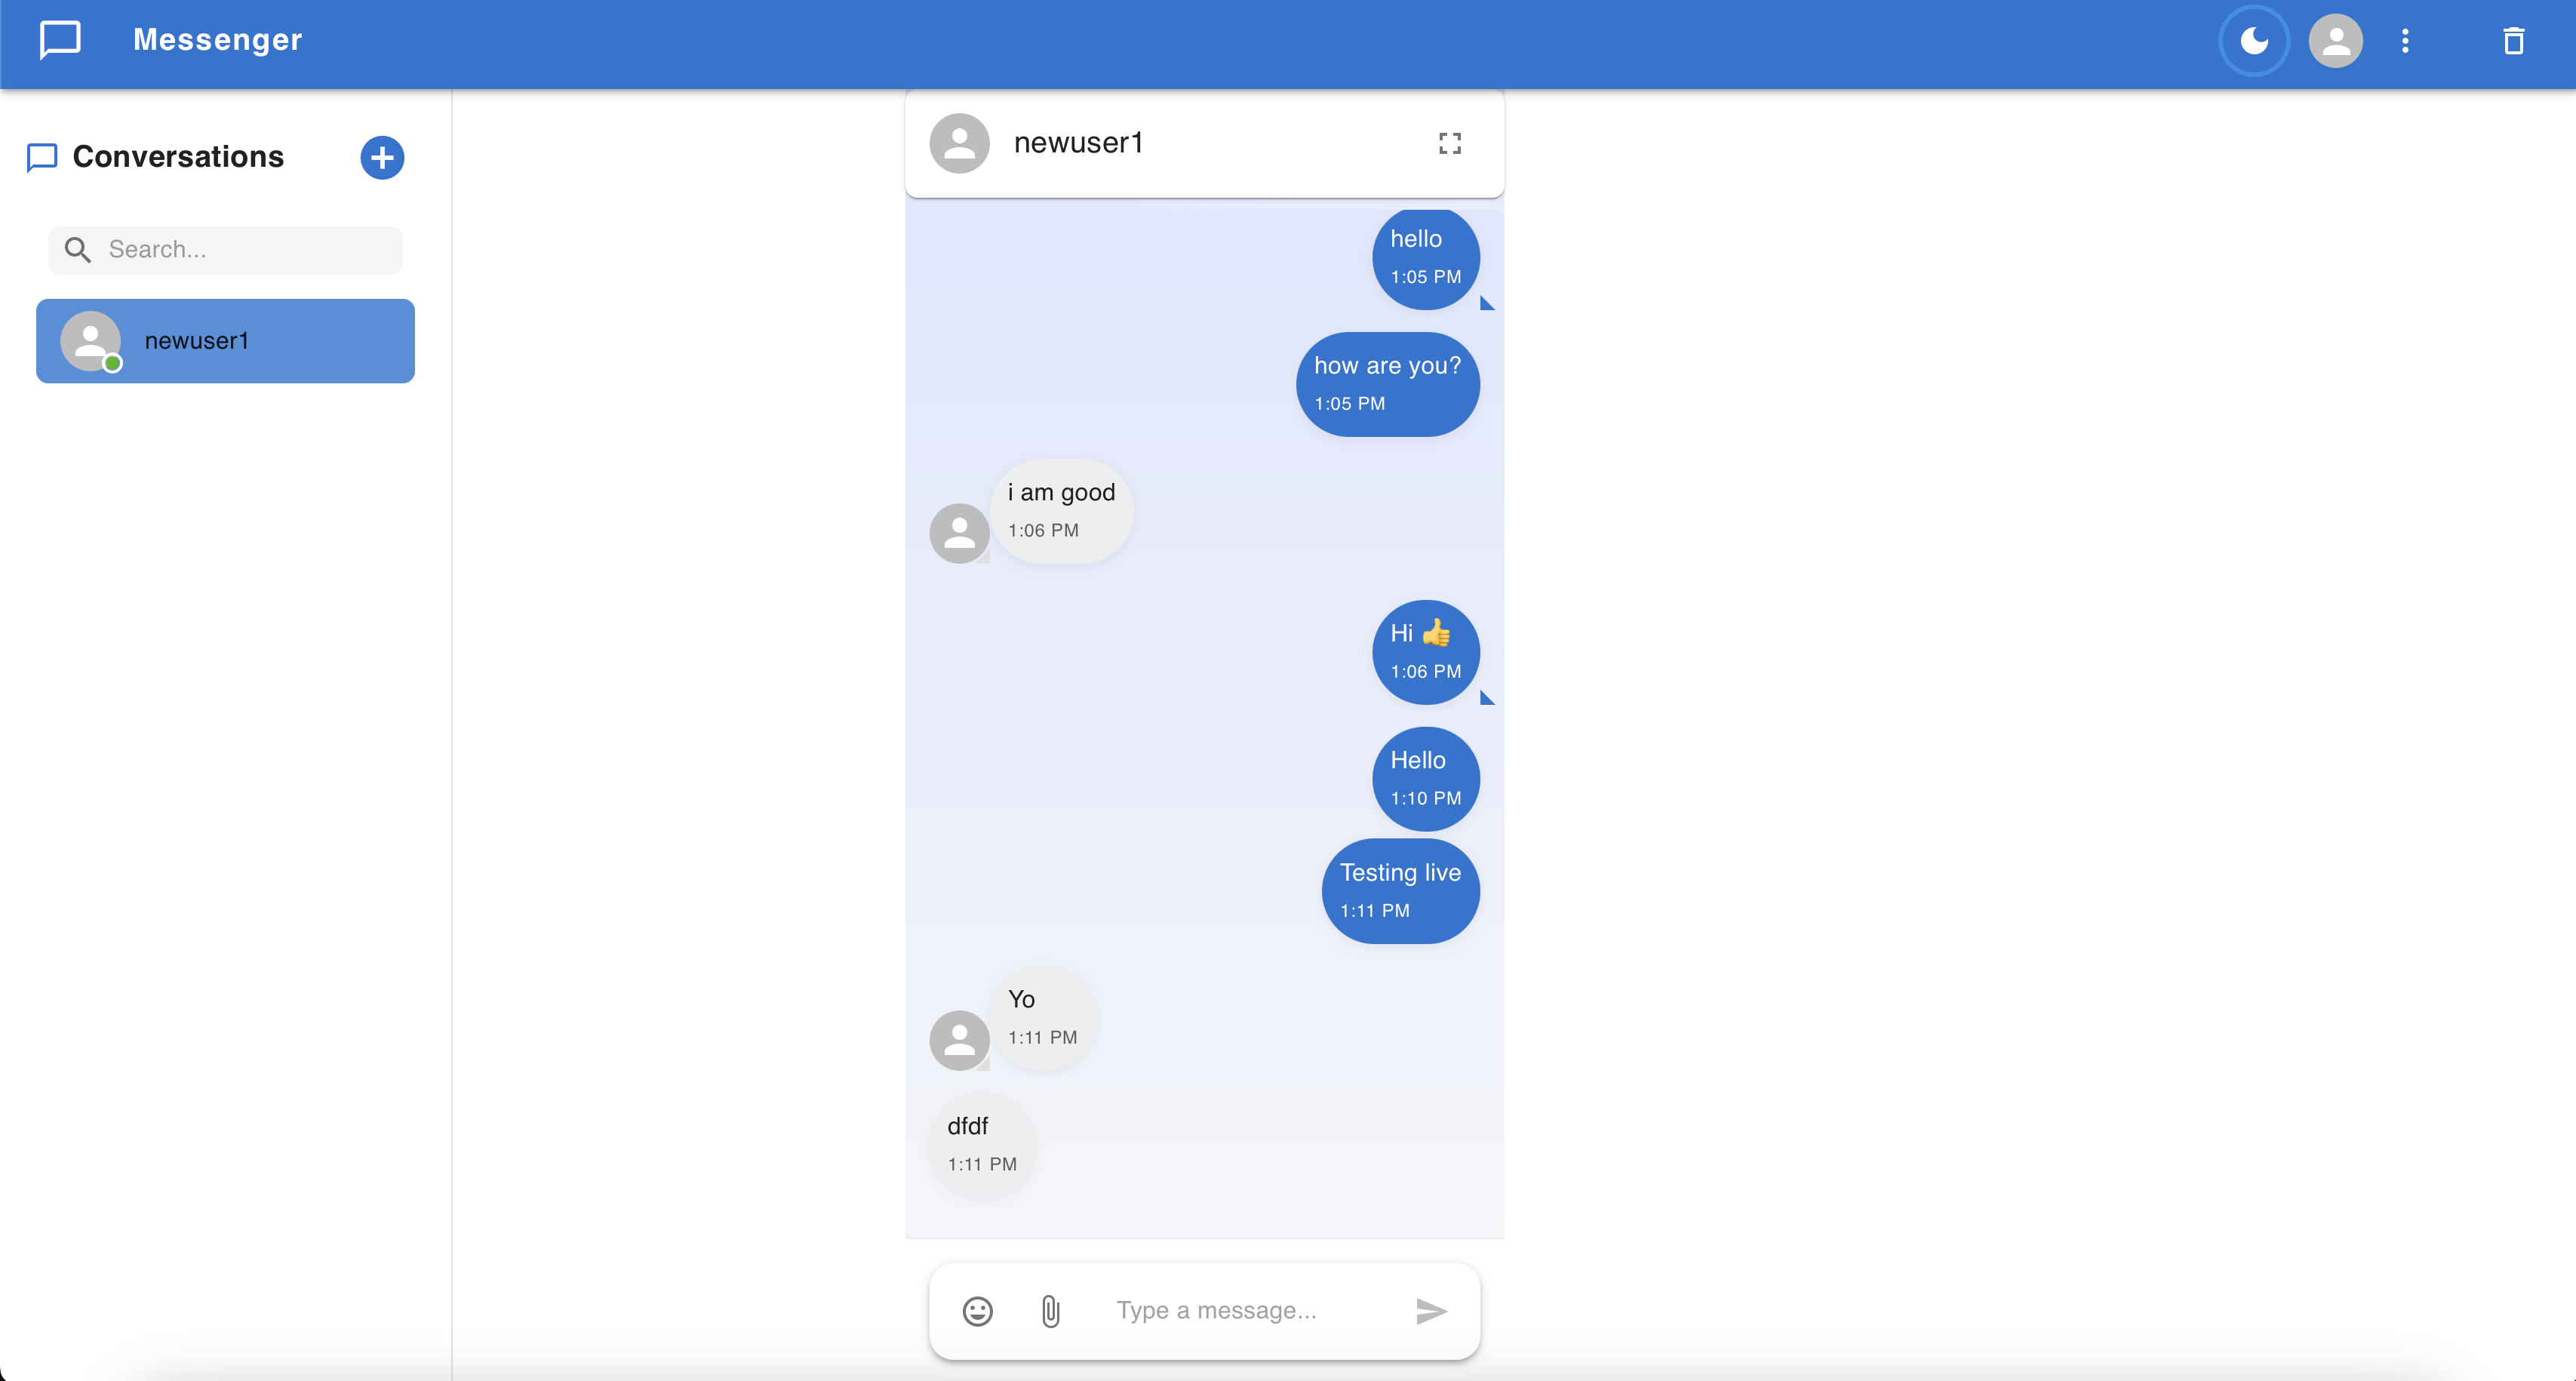 Messenger
Conversations
Search...
newuser1
newuser1
hello
1:05 PM
how are you?
1:05 PM
i am good
1:06 PM
Hi 👍
1:06 PM
Hello
1:10 PM
Testing live
1:11 PM
Yo
1:11 PM
dfdf
1:11 PM
Type a message...